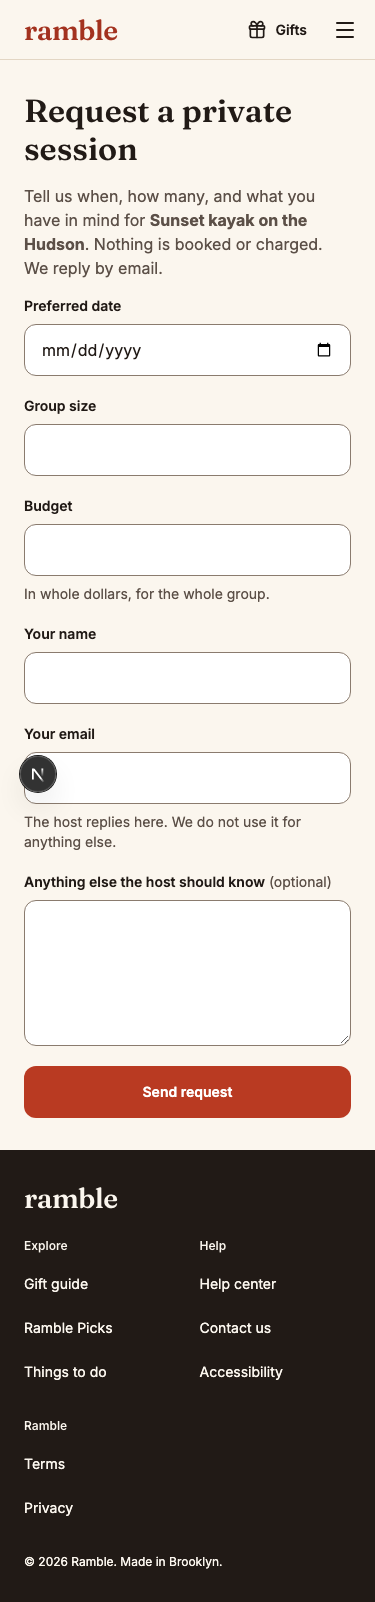 ramble
Gifts
Request a private
session
Tell us when, how many, and what you
have in mind for Sunset kayak on the
Hudson. Nothing is booked or charged.
We reply by email.
Preferred date
mm/dd/yyyy
Group size
Budget
In whole dollars, for the whole group.
Your name
Your email
N
The host replies here. We do not use it for
anything else.
Anything else the host should know (optional)
Send request
ramble
Explore
Gift guide
Ramble Picks
Things to do
Help
Help center
Contact us
Accessibility
Ramble
Terms
Privacy
© 2026 Ramble. Made in Brooklyn.